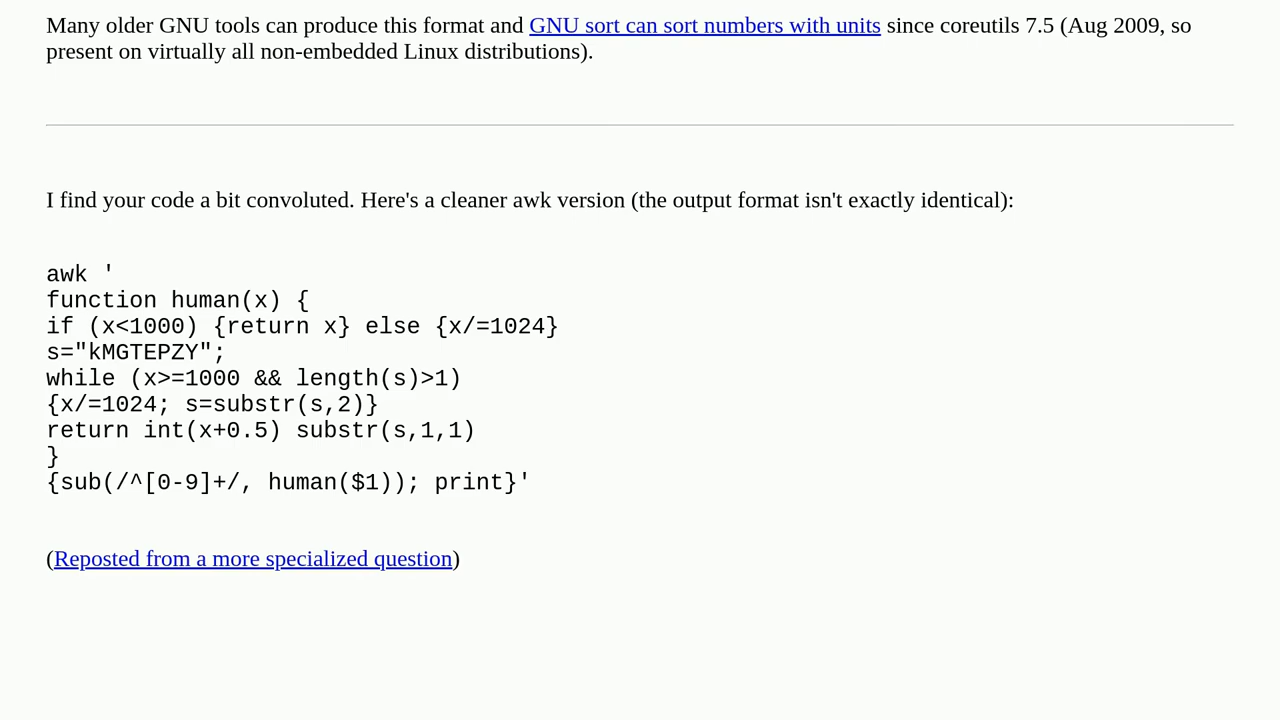 Many older GNU tools can produce this format and GNU sort can sort numbers with units since coreutils 7.5 (Aug 2009, so
present on virtually all non-embedded Linux distributions).
I find your code a bit convoluted. Here's a cleaner awk version (the output format isn't exactly identical):
awk '
function human(x) {
if (x<1000) {return x} else {x/=1024}
s="kMGTEPZY";
while (x>=1000 && length(s)>1)
{x/=1024; s=substr(s,2)}
return int(x+0.5) substr(s,1,1)
}
{sub(/^[0-9]+/, human($1)); print}'
(Reposted from a more specialized question)